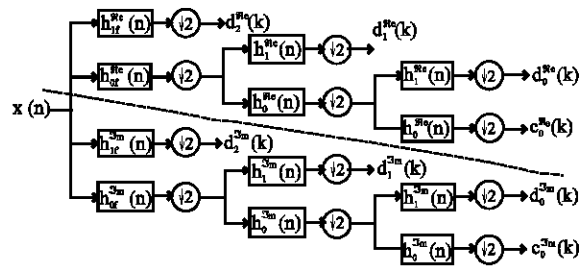 h₁f^ℜe(n) ↓2 d₂^ℜe(k)
h₀f^ℜe(n) ↓2 h₁^ℜe(n) ↓2 d₁^ℜe(k)
h₀^ℜe(n) ↓2 h₁^ℜe(n) ↓2 d₀^ℜe(k)
h₀^ℜe(n) ↓2 c₀^ℜe(k)
x (n)
h₁f^ℑm(n) ↓2 d₂^ℑm(k)
h₀f^ℑm(n) ↓2 h₁^ℑm(n) ↓2 d₁^ℑm(k)
h₀^ℑm(n) ↓2 h₁^ℑm(n) ↓2 d₀^ℑm(k)
h₀^ℑm(n) ↓2 c₀^ℑm(k)